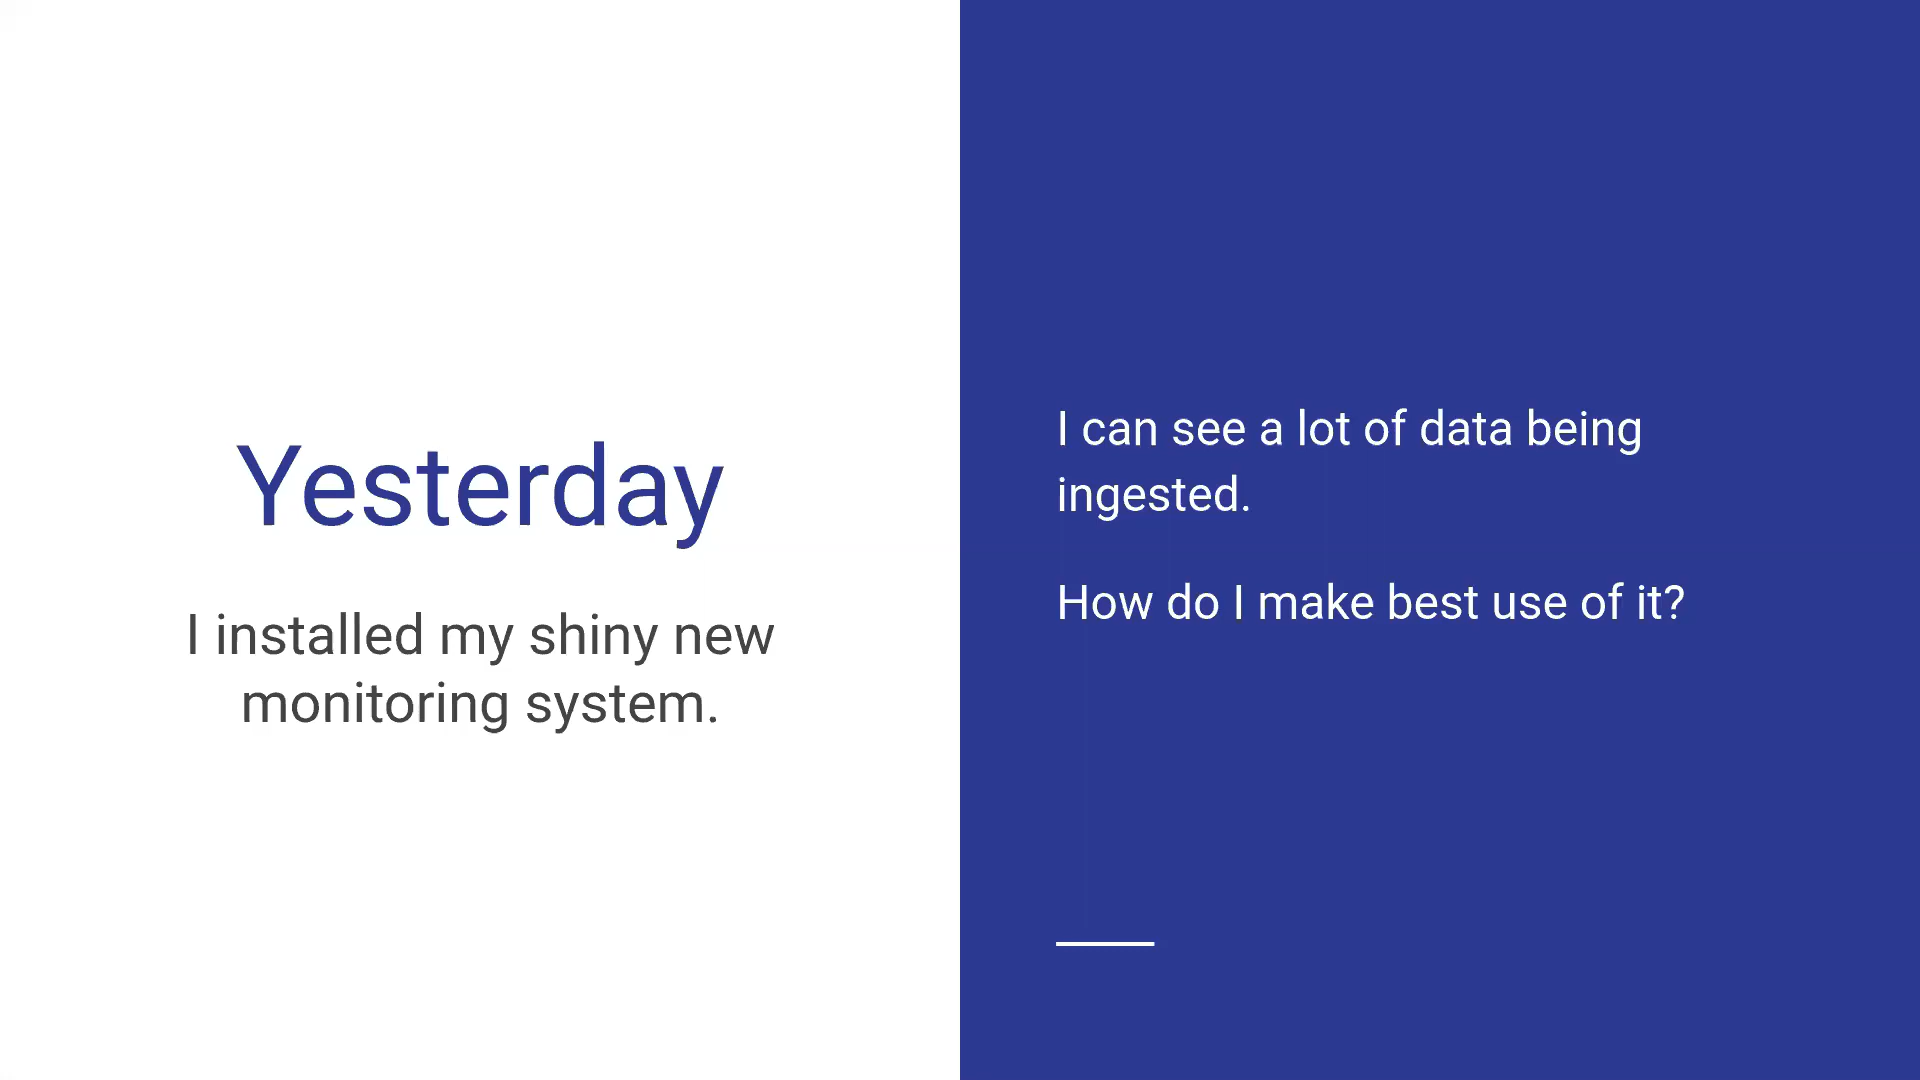 Yesterday
I installed my shiny new
monitoring system.
I can see a lot of data being
ingested.
How do I make best use of it?